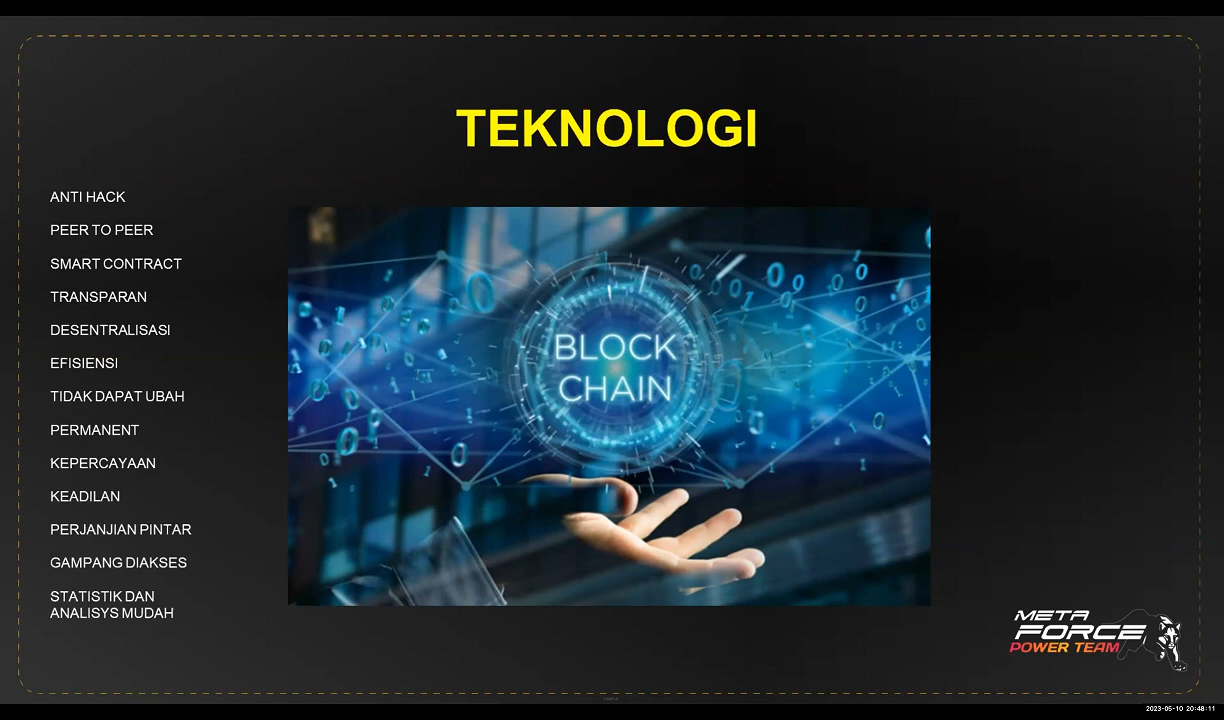 TEKNOLOGI
ANTI HACK
PEER TO PEER
SMART CONTRACT
TRANSPARAN
DESENTRALISASI
EFISIENSI
TIDAK DAPAT UBAH
PERMANENT
KEPERCAYAAN
KEADILAN
PERJANJIAN PINTAR
GAMPANG DIAKSES
STATISTIK DAN
ANALISYS MUDAH
BLOCK
CHAIN
META
FORCE
POWER TEAM
2023-05-10 20:48:11